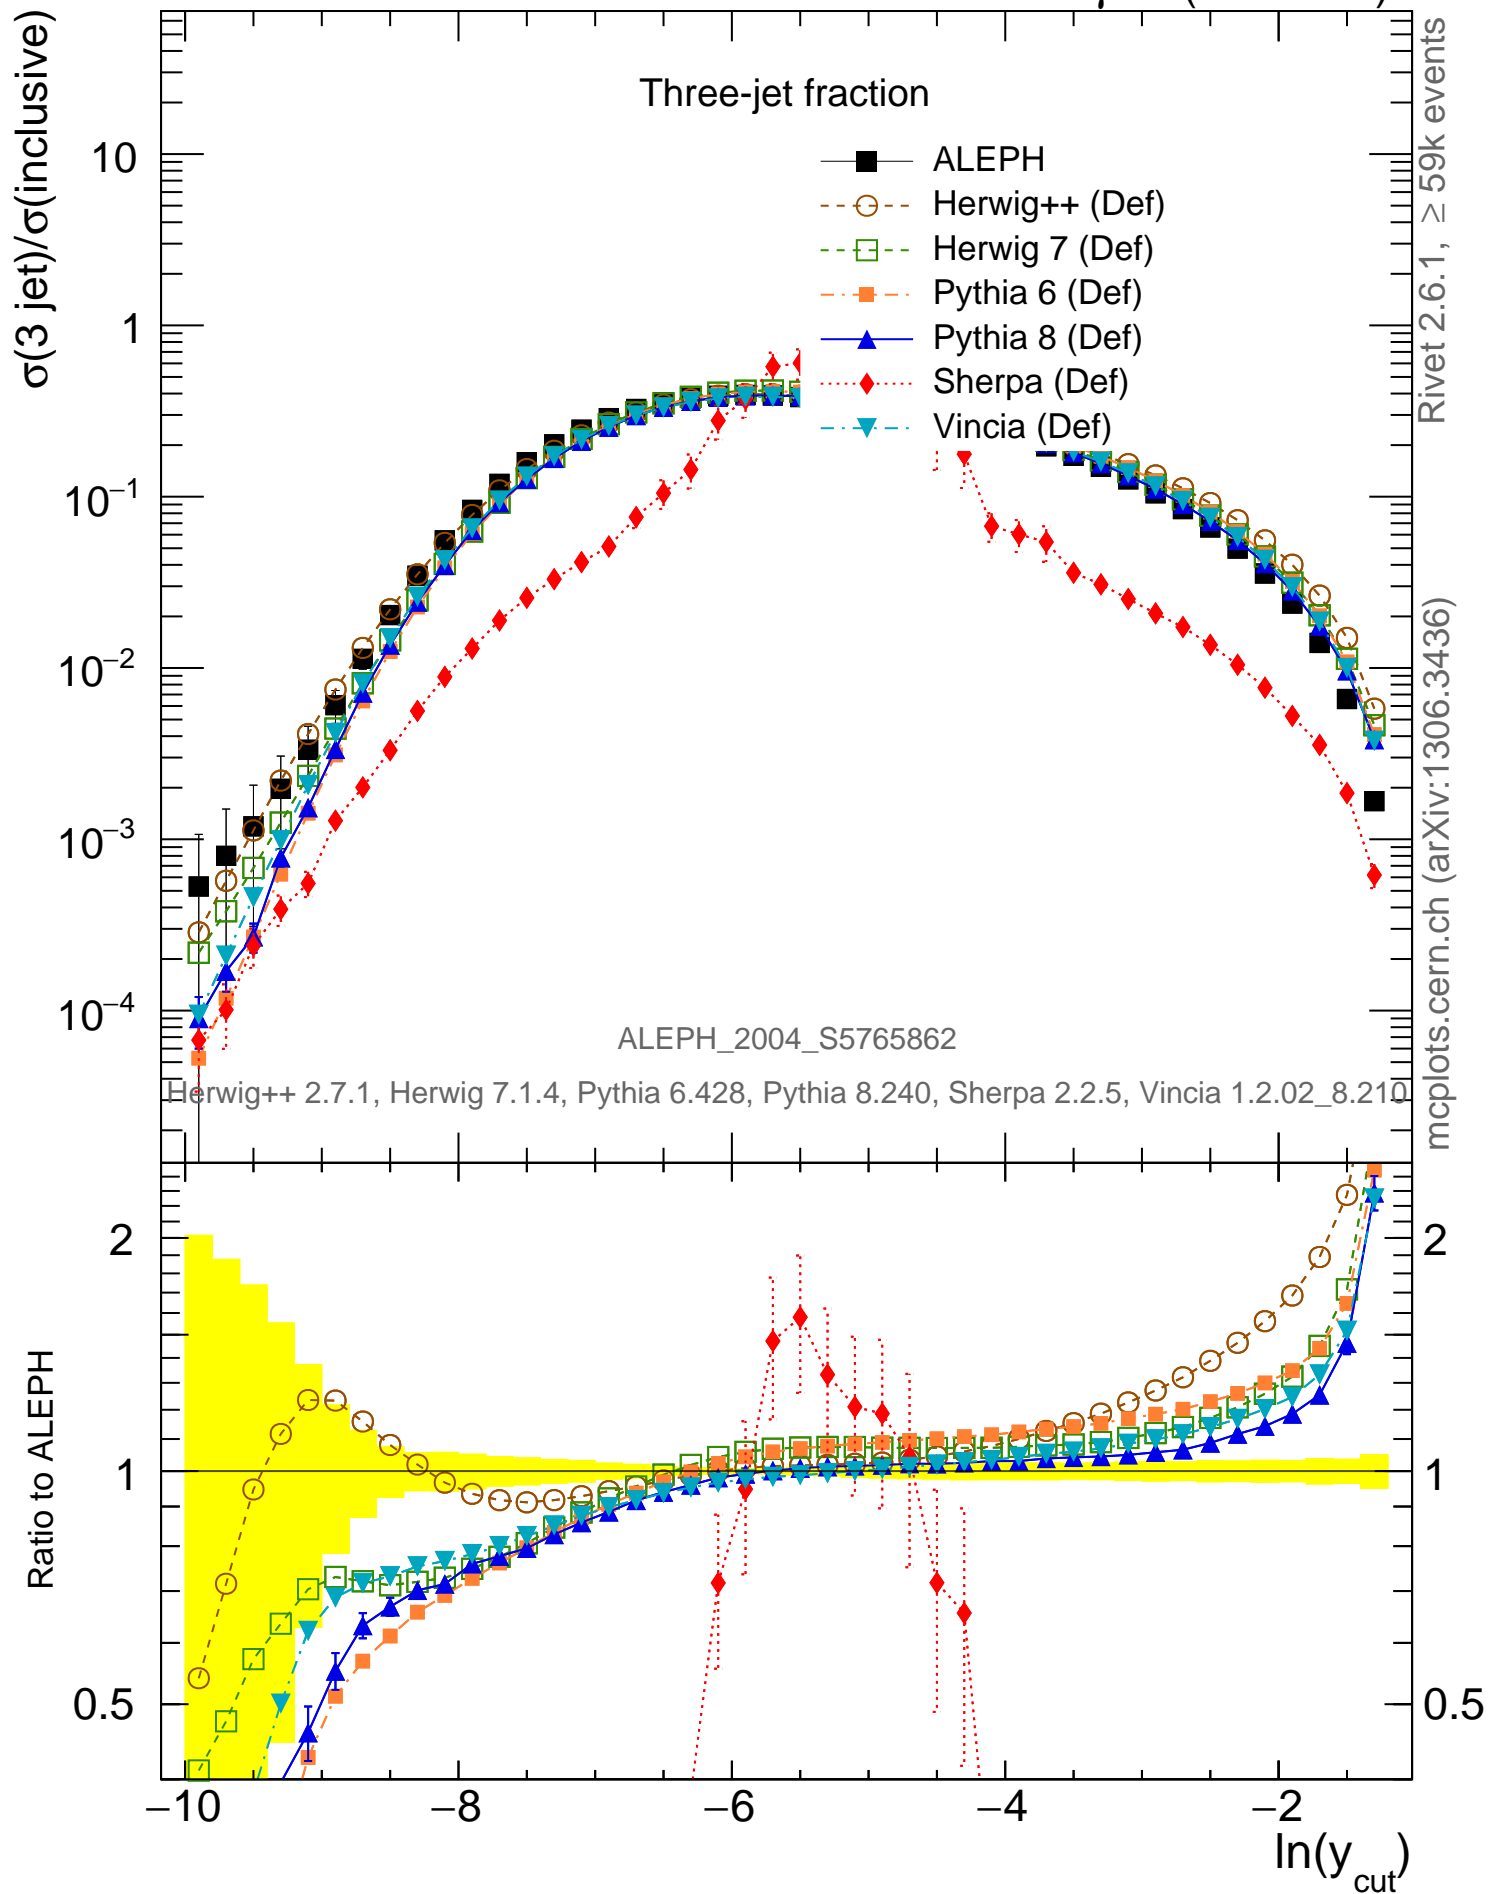 Three-jet fraction
σ(3 jet)/σ(inclusive)
ALEPH
Herwig++ (Def)
Herwig 7 (Def)
Pythia 6 (Def)
Pythia 8 (Def)
Sherpa (Def)
Vincia (Def)
10
1
10⁻¹
10⁻²
10⁻³
10⁻⁴
Rivet 2.6.1, ≥ 59k events
mcplots.cern.ch (arXiv:1306.3436)
ALEPH_2004_S5765862
Herwig++ 2.7.1, Herwig 7.1.4, Pythia 6.428, Pythia 8.240, Sherpa 2.2.5, Vincia 1.2.02_8.210
Ratio to ALEPH
2
1
0.5
2
1
0.5
−10 −8 −6 −4 −2
ln(y_cut)